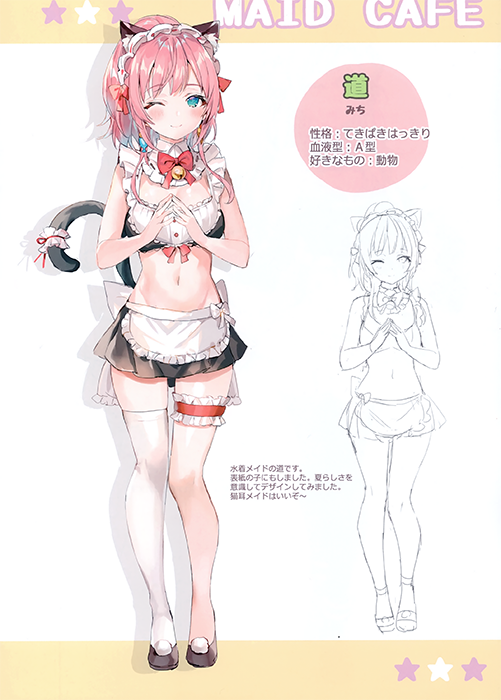 MAID CAFE
道
みち
性格：てきぱきはっきり
血液型：A型
好きなもの：動物
水着メイドの道です。
表紙の子にもしました。夏らしさを
意識してデザインしてみました。
猫耳メイドはいいぞ～